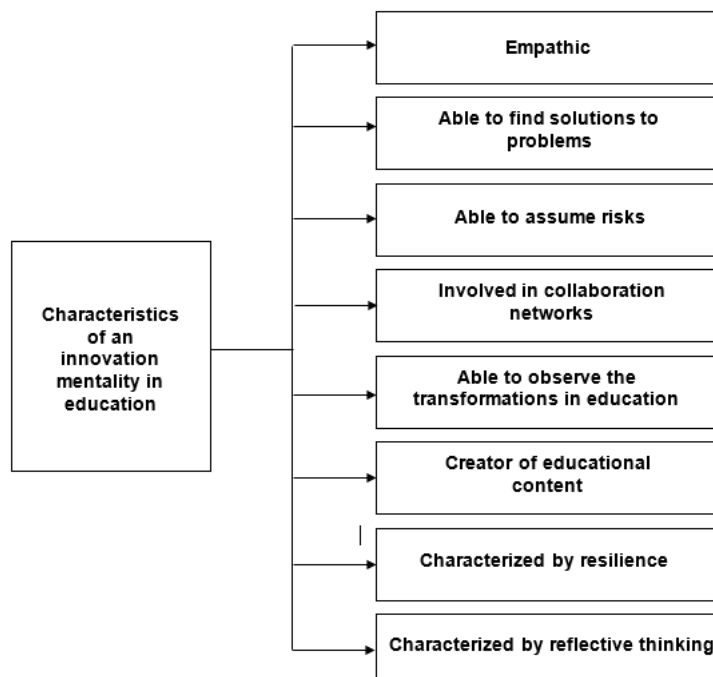 Empathic
Able to find solutions to
problems
Able to assume risks
Characteristics
of an
innovation
mentality in
education
Involved in collaboration
networks
Able to observe the
transformations in education
Creator of educational
content
Characterized by resilience
Characterized by reflective thinking